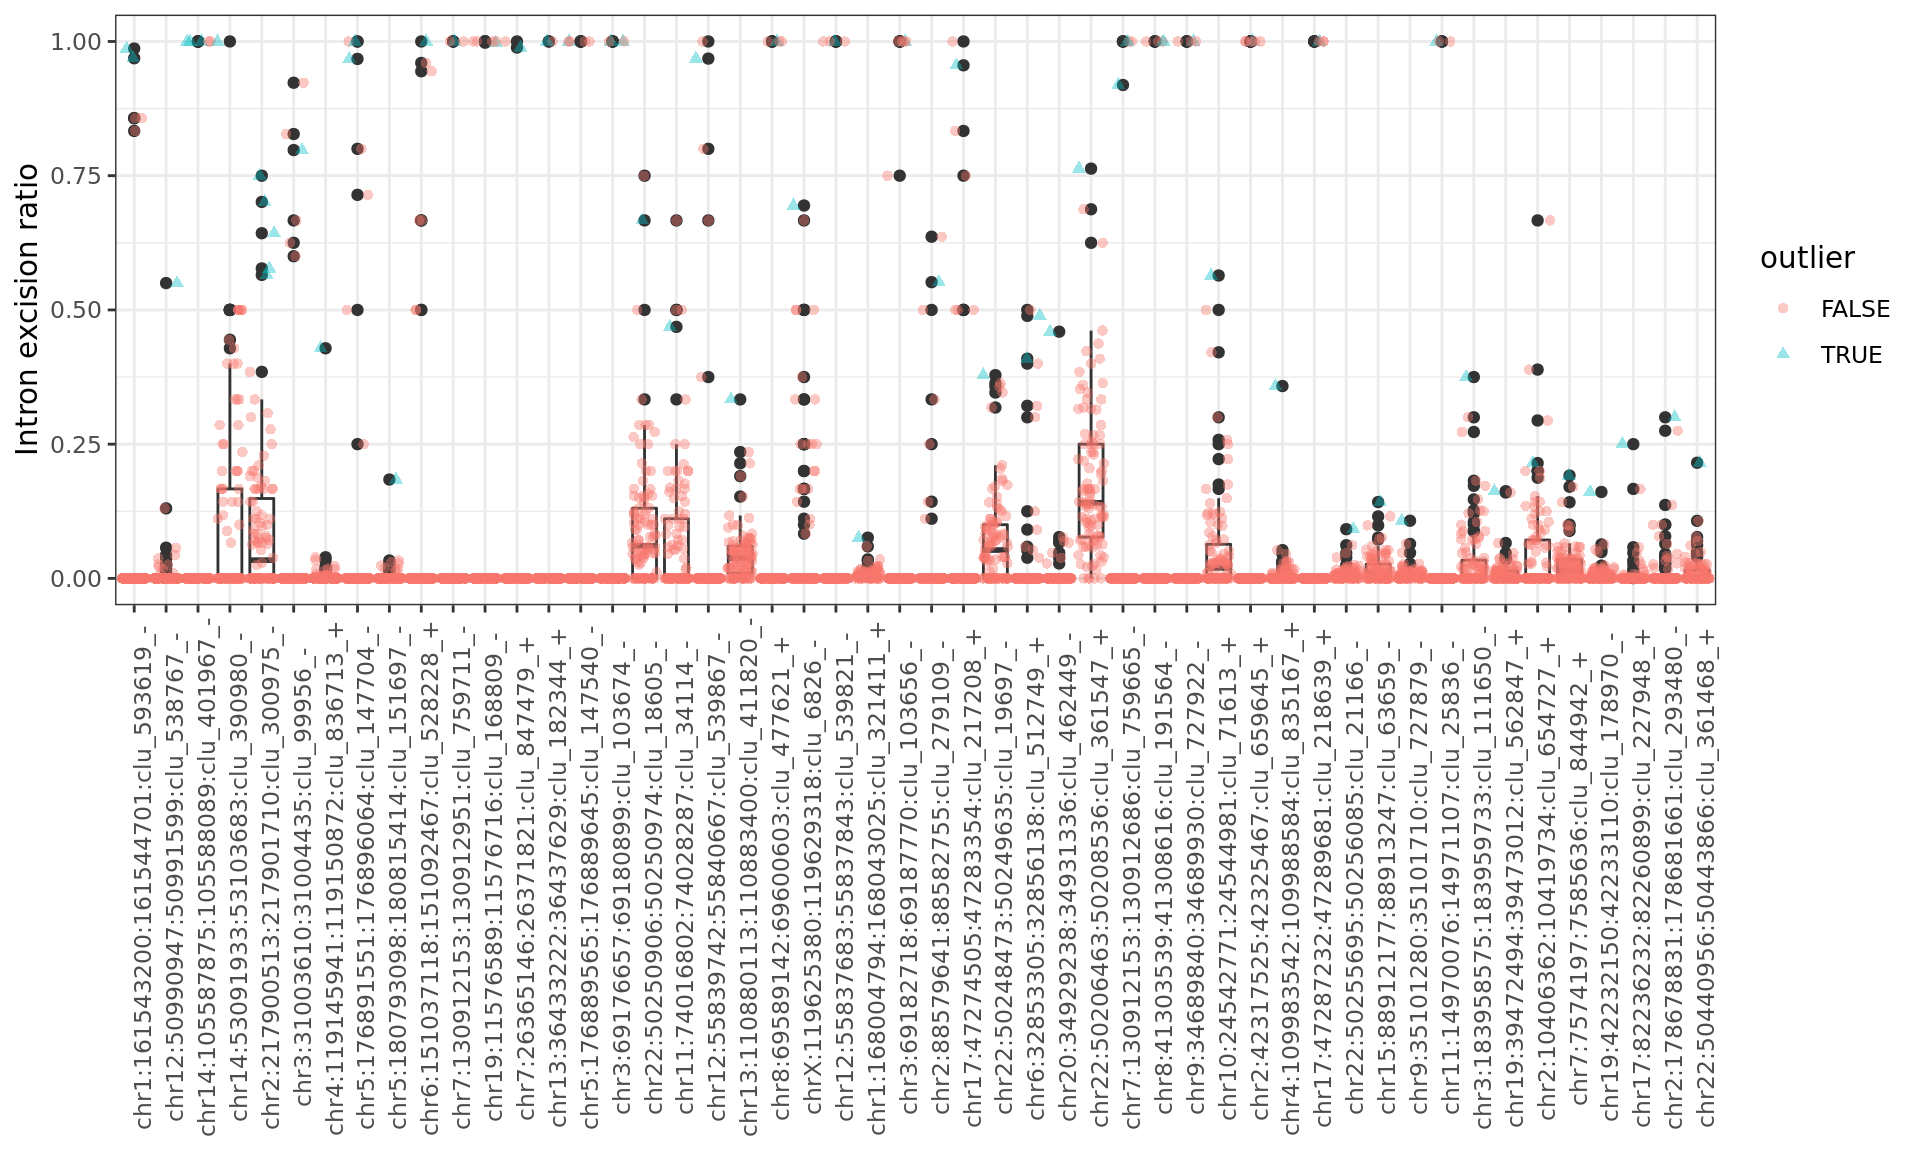 Intron excision ratio
1.00
0.75
0.50
0.25
0.00
chr1:161543200:161544701:clu_593619_-
chr12:50990947:50991599:clu_538767_-
chr14:105587875:105588089:clu_401967_-
chr14:53091933:53103683:clu_390980_-
chr2:217900513:217901710:clu_300975_-
chr3:31003610:31004435:clu_99956_-
chr4:119145941:119150872:clu_836713_+
chr5:176891551:176896064:clu_147704_-
chr5:180793098:180815414:clu_151697_-
chr6:151037118:151092467:clu_528228_+
chr7:130912153:130912951:clu_759711_-
chr19:11576589:11576716:clu_168809_-
chr7:26365146:26371821:clu_847479_+
chr13:36433222:36437629:clu_182344_+
chr5:176889565:176889645:clu_147540_-
chr3:69176657:69180899:clu_103674_-
chr22:50250906:50250974:clu_18605_-
chr11:74016802:74028287:clu_341114_-
chr12:55839742:55840667:clu_539867_-
chr13:110880113:110883400:clu_411820_-
chr8:69589142:69600603:clu_477621_+
chrX:119625380:119629318:clu_6826_-
chr12:55837683:55837843:clu_539821_-
chr1:168004794:168043025:clu_321411_+
chr3:69182718:69187770:clu_103656_-
chr2:88579641:88582755:clu_279109_-
chr17:47274505:47283354:clu_217208_+
chr22:50248473:50249635:clu_19697_-
chr6:32853305:32856138:clu_512749_+
chr20:34929238:34931336:clu_462449_-
chr22:50206463:50208536:clu_361547_+
chr7:130912153:130912686:clu_759665_-
chr8:41303539:41308616:clu_191564_-
chr9:34689840:34689930:clu_727922_-
chr10:24542771:24544981:clu_71613_+
chr2:42317525:42325467:clu_659645_+
chr4:109983542:109988584:clu_835167_+
chr17:47287232:47289681:clu_218639_+
chr22:50255695:50256085:clu_21166_-
chr15:88912177:88913247:clu_63659_-
chr9:35101280:35101710:clu_727879_-
chr11:14970076:14971107:clu_25836_-
chr3:183958575:183959733:clu_111650_-
chr19:39472494:39473012:clu_562847_+
chr2:104063362:10419734:clu_654727_+
chr7:7574197:7585636:clu_844942_+
chr19:42232150:42233110:clu_178970_-
chr17:82236232:82260899:clu_227948_+
chr2:178678831:178681661:clu_293480_-
chr22:50440956:50443866:clu_361468_+
outlier
FALSE
TRUE